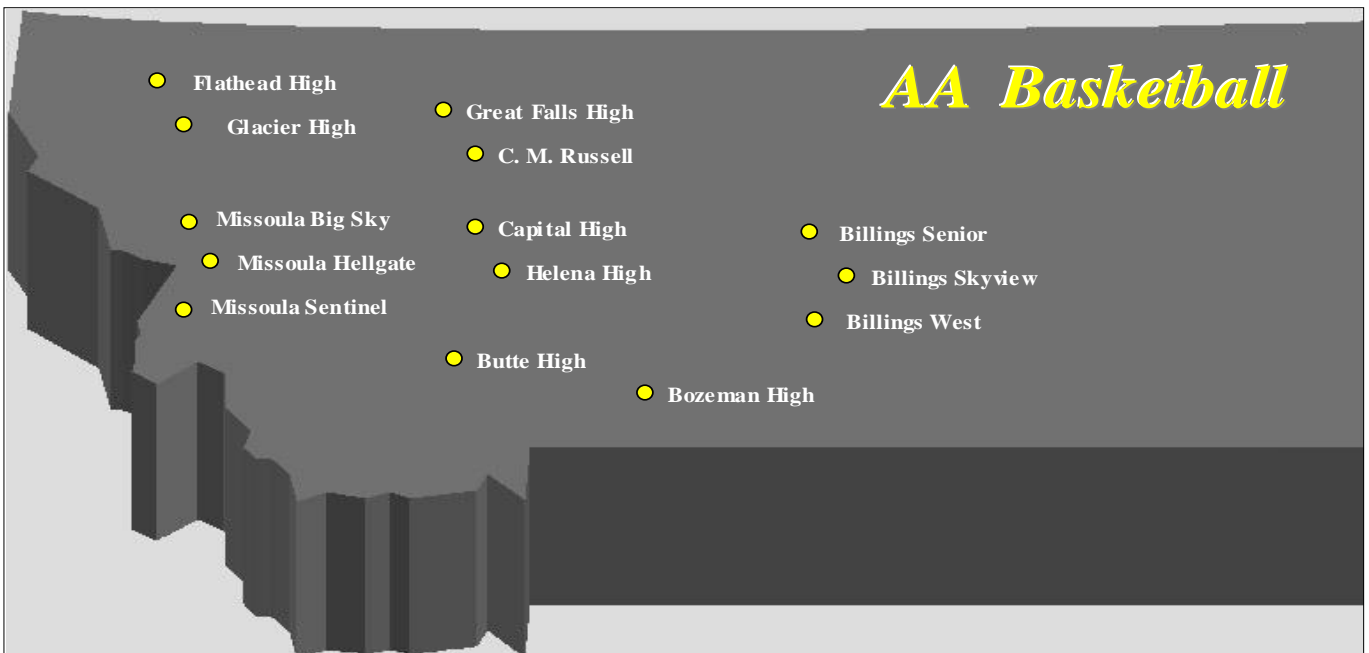 AA Basketball
Flathead High
Glacier High
Great Falls High
C. M. Russell
Missoula Big Sky
Missoula Hellgate
Missoula Sentinel
Capital High
Helena High
Billings Senior
Billings Skyview
Billings West
Butte High
Bozeman High